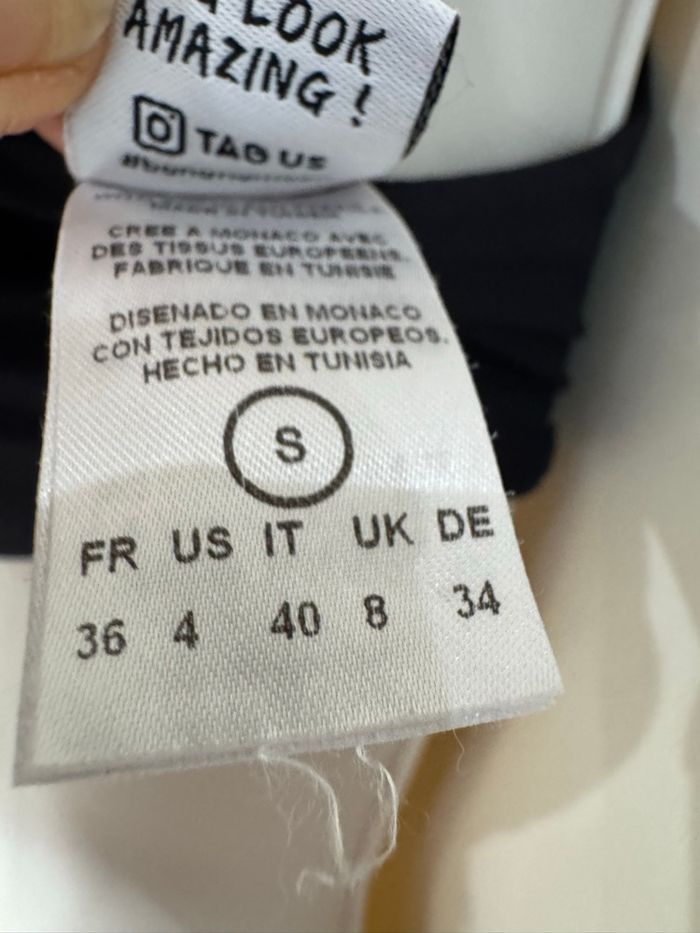 LOOK
AMAZING!
TAG US
CREE A MONACO AVEC
DES TISSUS EUROPEENS.
FABRIQUE EN TUNISIE
DISENADO EN MONACO
CON TEJIDOS EUROPEOS.
HECHO EN TUNISIA
S
FR US IT UK DE
36 4 40 8 34